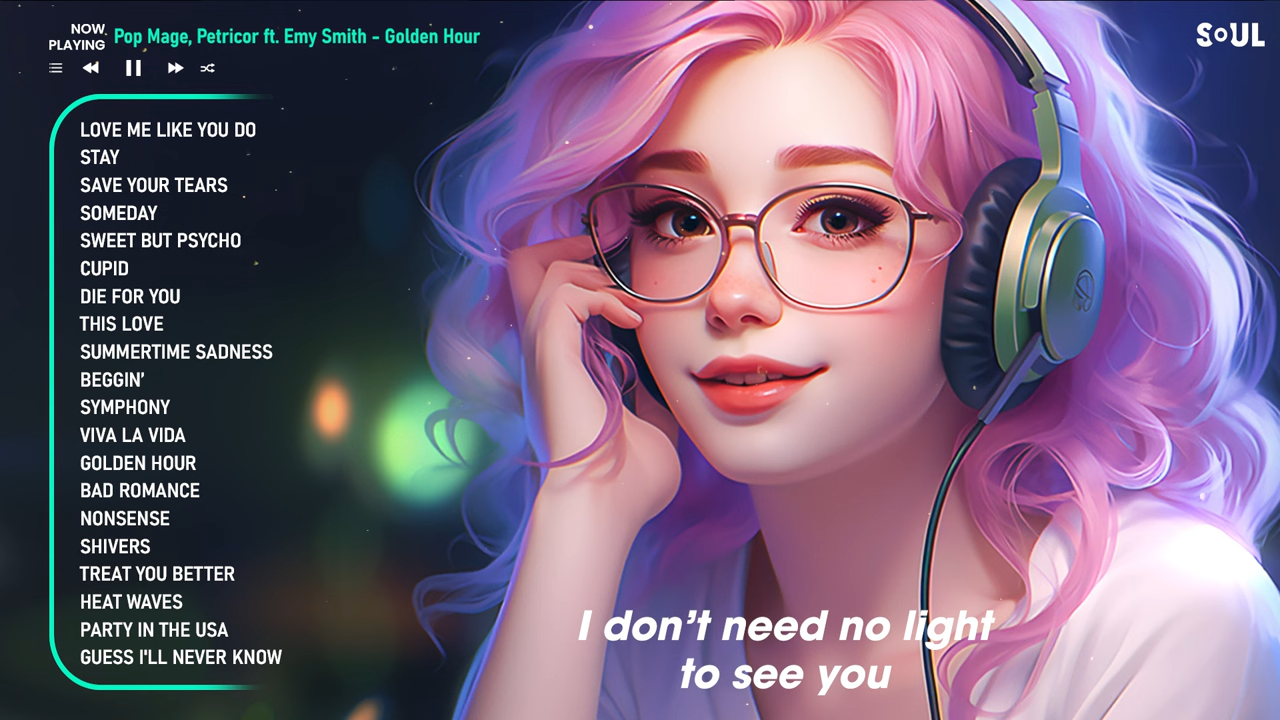 NOW
PLAYING
Pop Mage, Petricor ft. Emy Smith - Golden Hour
SOUL
LOVE ME LIKE YOU DO
STAY
SAVE YOUR TEARS
SOMEDAY
SWEET BUT PSYCHO
CUPID
DIE FOR YOU
THIS LOVE
SUMMERTIME SADNESS
BEGGIN'
SYMPHONY
VIVA LA VIDA
GOLDEN HOUR
BAD ROMANCE
NONSENSE
SHIVERS
TREAT YOU BETTER
HEAT WAVES
PARTY IN THE USA
GUESS I'LL NEVER KNOW
I don't need no light
to see you